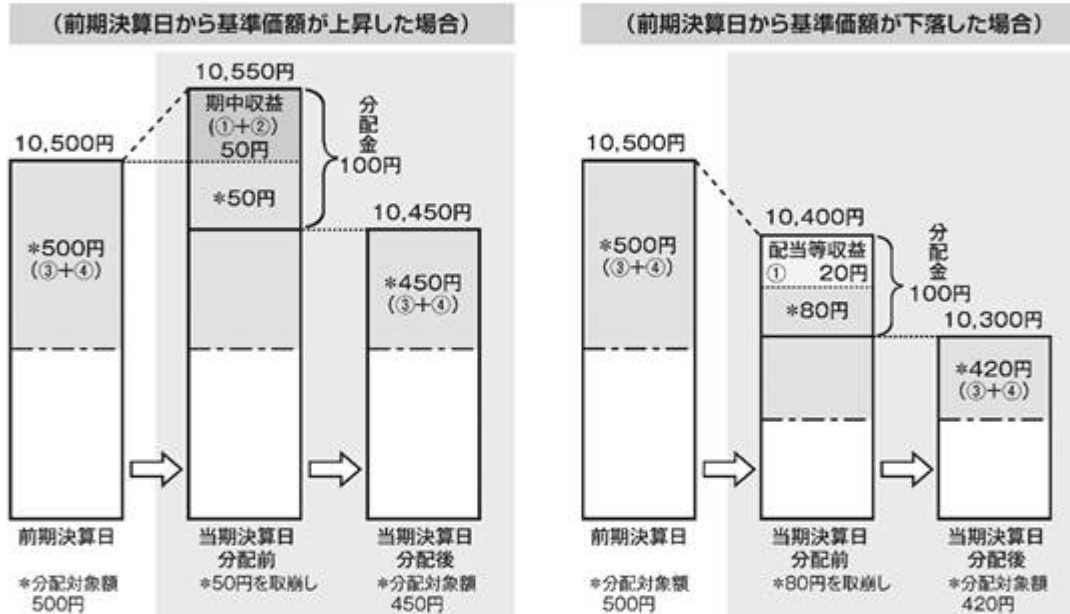 （前期決算日から基準価額が上昇した場合）
10,550円
期中収益
(①＋②)
50円
*50円
分配金
100円
10,500円
*500円
(③＋④)
10,450円
*450円
(③＋④)
前期決算日
当期決算日
分配前
当期決算日
分配後
*分配対象額
500円
*50円を取崩し
*分配対象額
450円
（前期決算日から基準価額が下落した場合）
10,500円
*500円
(③＋④)
10,400円
配当等収益
① 20円
*80円
分配金
100円
10,300円
*420円
(③＋④)
前期決算日
当期決算日
分配前
当期決算日
分配後
*分配対象額
500円
*80円を取崩し
*分配対象額
420円